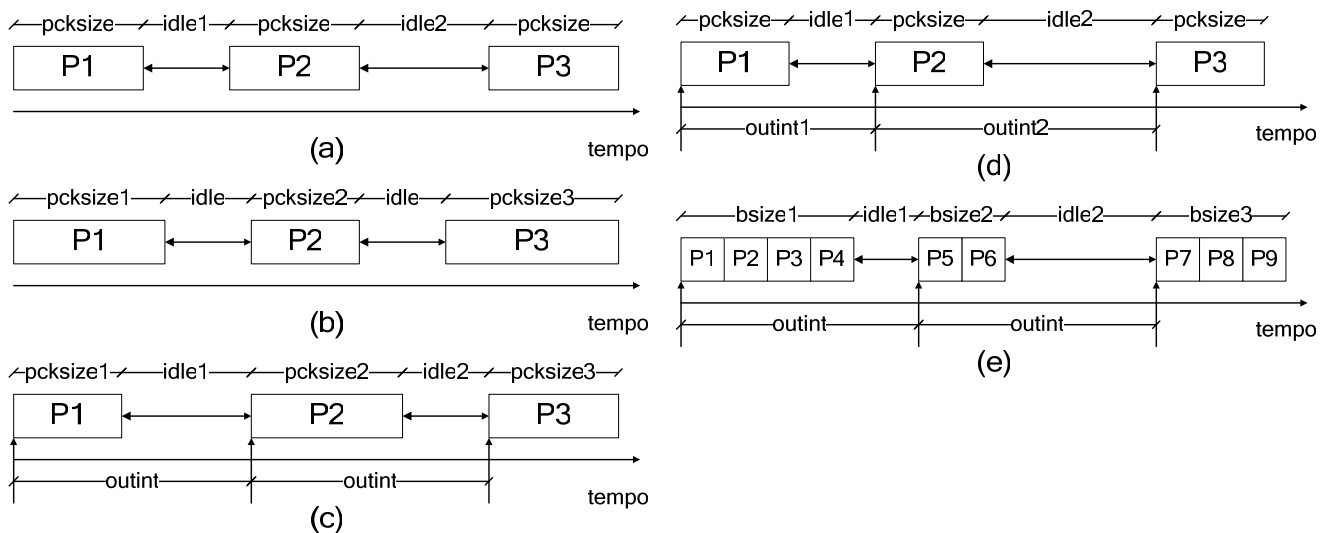 pcksize idle1 pcksize idle2 pcksize
P1 P2 P3
tempo
(a)
pcksize1 idle pcksize2 idle pcksize3
P1 P2 P3
tempo
(b)
pcksize1 idle1 pcksize2 idle2 pcksize3
P1 P2 P3
outint outint
tempo
(c)
pcksize idle1 pcksize idle2 pcksize
P1 P2 P3
outint1 outint2
tempo
(d)
bsize1 idle1 bsize2 idle2 bsize3
P1 P2 P3 P4 P5 P6 P7 P8 P9
outint outint
tempo
(e)